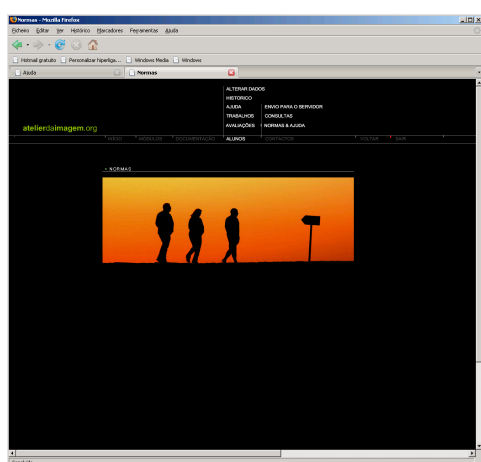 Normas - Mozilla Firefox
Ficheiro Editar Ver Histórico Marcadores Ferramentas Ajuda
Hotmail gratuito Personalizar hiperliga... Windows Media Windows
Ajuda Normas
ALTERAR DADOS
HISTORICO
AJUDA ENVIO PARA O SERVIDOR
TRABALHOS CONSULTAS
atelierdaimagem.org AVALIAÇÕES NORMAS & AJUDA
INÍCIO MÓDULOS DOCUMENTAÇÃO ALUNOS CONTACTOS VOLTAR SAIR
NORMAS